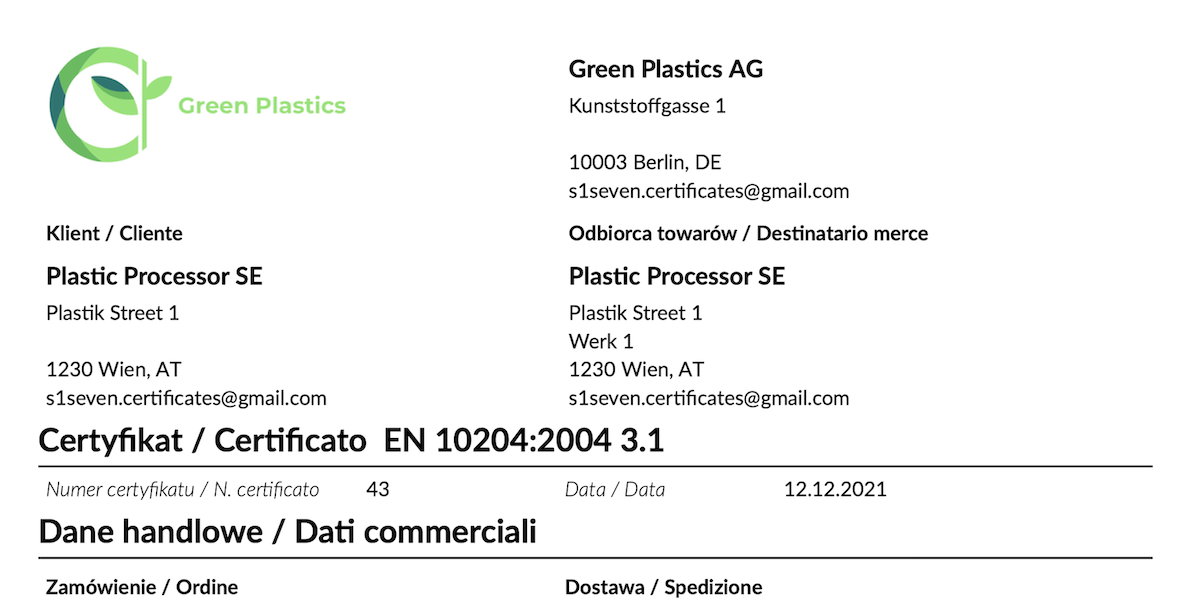 Green Plastics
Green Plastics AG
Kunststoffgasse 1
10003 Berlin, DE
s1seven.certificates@gmail.com
Klient / Cliente
Plastic Processor SE
Plastik Street 1
1230 Wien, AT
s1seven.certificates@gmail.com
Odbiorca towarów / Destinatario merce
Plastic Processor SE
Plastik Street 1
Werk 1
1230 Wien, AT
s1seven.certificates@gmail.com
Certyfikat / Certificato EN 10204:2004 3.1
Numer certyfikatu / N. certificato 43
Data / Data 12.12.2021
Dane handlowe / Dati commerciali
Zamówienie / Ordine
Dostawa / Spedizione